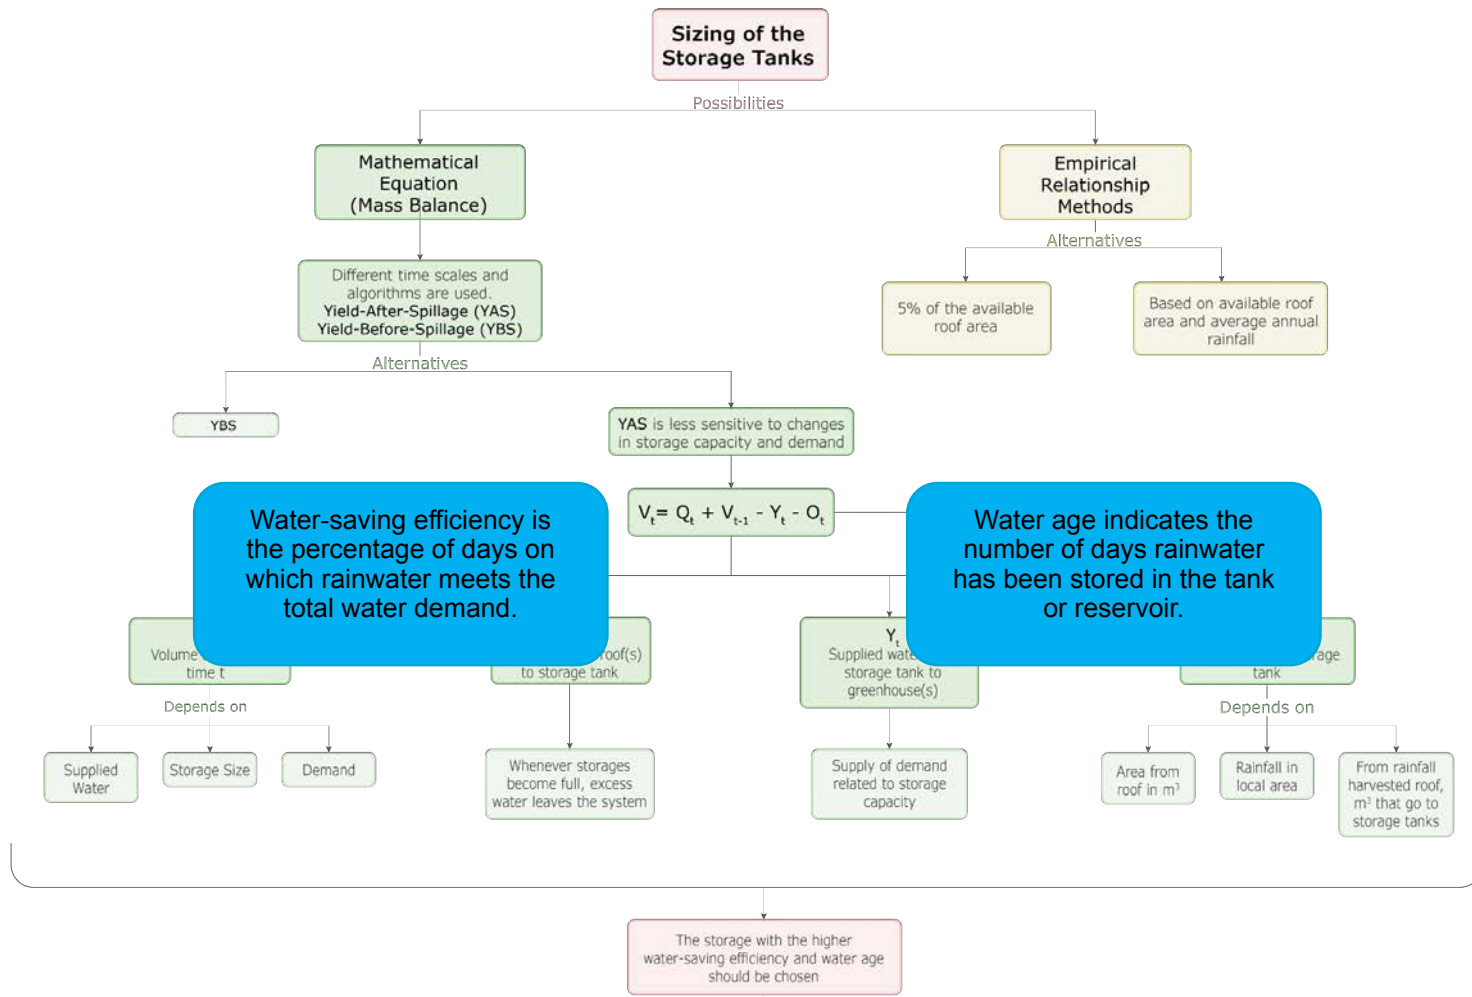 Sizing of the
Storage Tanks
Possibilities
Mathematical
Equation
(Mass Balance)
Empirical
Relationship
Methods
Alternatives
Different time scales and
algorithms are used.
Yield-After-Spillage (YAS)
Yield-Before-Spillage (YBS)
5% of the available
roof area
Based on available roof
area and average annual
rainfall
Alternatives
YBS
YAS is less sensitive to changes
in storage capacity and demand
Vt= Qt + Vt-1 - Yt - Ot
Water-saving efficiency is
the percentage of days on
which rainwater meets the
total water demand.
Water age indicates the
number of days rainwater
has been stored in the tank
or reservoir.
Volume
time t
roof(s)
to storage tank
Yt
Supplied
storage tank to
greenhouse(s)
tank
Depends on
Depends on
Supplied
Water
Storage Size
Demand
Whenever storages
become full, excess
water leaves the system
Supply of demand
related to storage
capacity
Area from
roof in m³
Rainfall in
local area
From rainfall
harvested roof,
m³ that go to
storage tanks
The storage with the higher
water-saving efficiency and water age
should be chosen